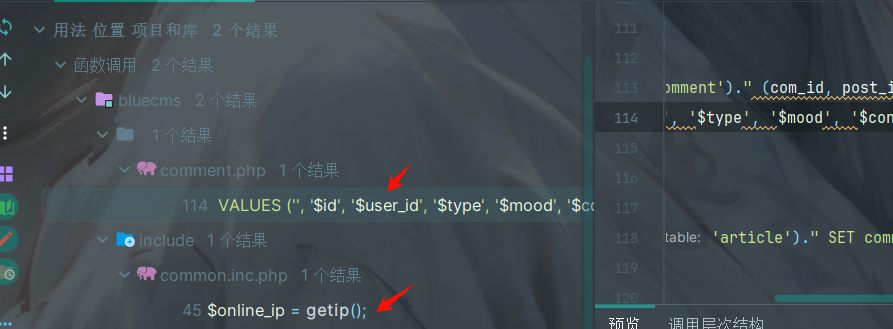 用法 位置 项目和库 2 个结果
函数调用 2 个结果
bluecms 2 个结果
1 个结果
comment.php 1 个结果
114 VALUES ('', '$id', '$user_id', '$type', '$mood', '$co
include 1 个结果
common.inc.php 1 个结果
45 $online_ip = getip();
111
112
113 omment')." (com_id, post_i
114 ', '$type', '$mood', '$con
115
116
117
118 table: 'article')." SET com
119
120
预览 调用层次结构